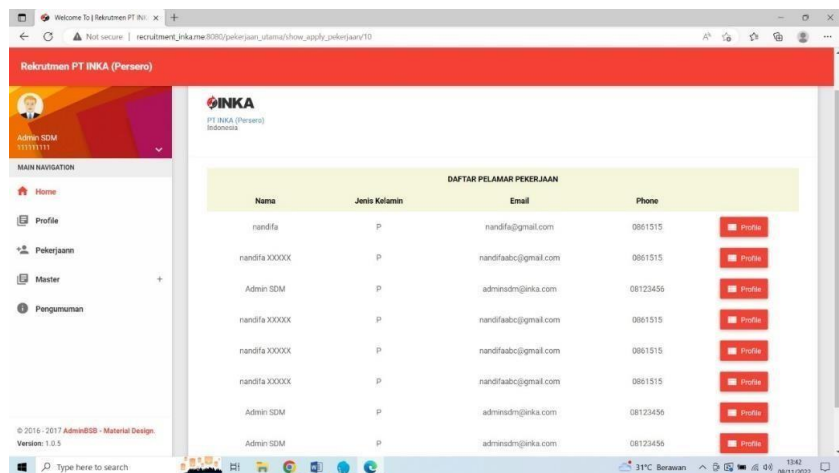 Welcome To | Rekrutmen PT INK
Not secure | recruitment_inka.me:8080/pekerjaan_utama/show_apply_pekerjaan/10
Rekrutmen PT INKA (Persero)
Admin SDM
111111111
MAIN NAVIGATION
Home
Profile
Pekerjaann
Master
Pengumuman
© 2016 - 2017 AdminBSB - Material Design.
Version: 1.0.5
INKA
PT INKA (Persero)
Indonesia
DAFTAR PELAMAR PEKERJAAN
Nama Jenis Kelamin Email Phone
nandifa P nandifa@gmail.com 0861515 Profile
nandifa XXXXX P nandifaabc@gmail.com 0861515 Profile
Admin SDM P adminsdm@inka.com 08123456 Profile
nandifa XXXXX P nandifaabc@gmail.com 0861515 Profile
nandifa XXXXX P nandifaabc@gmail.com 0861515 Profile
nandifa XXXXX P nandifaabc@gmail.com 0861515 Profile
Admin SDM P adminsdm@inka.com 08123456 Profile
Admin SDM P adminsdm@inka.com 08123456 Profile
Type here to search
31°C Berawan
13:42